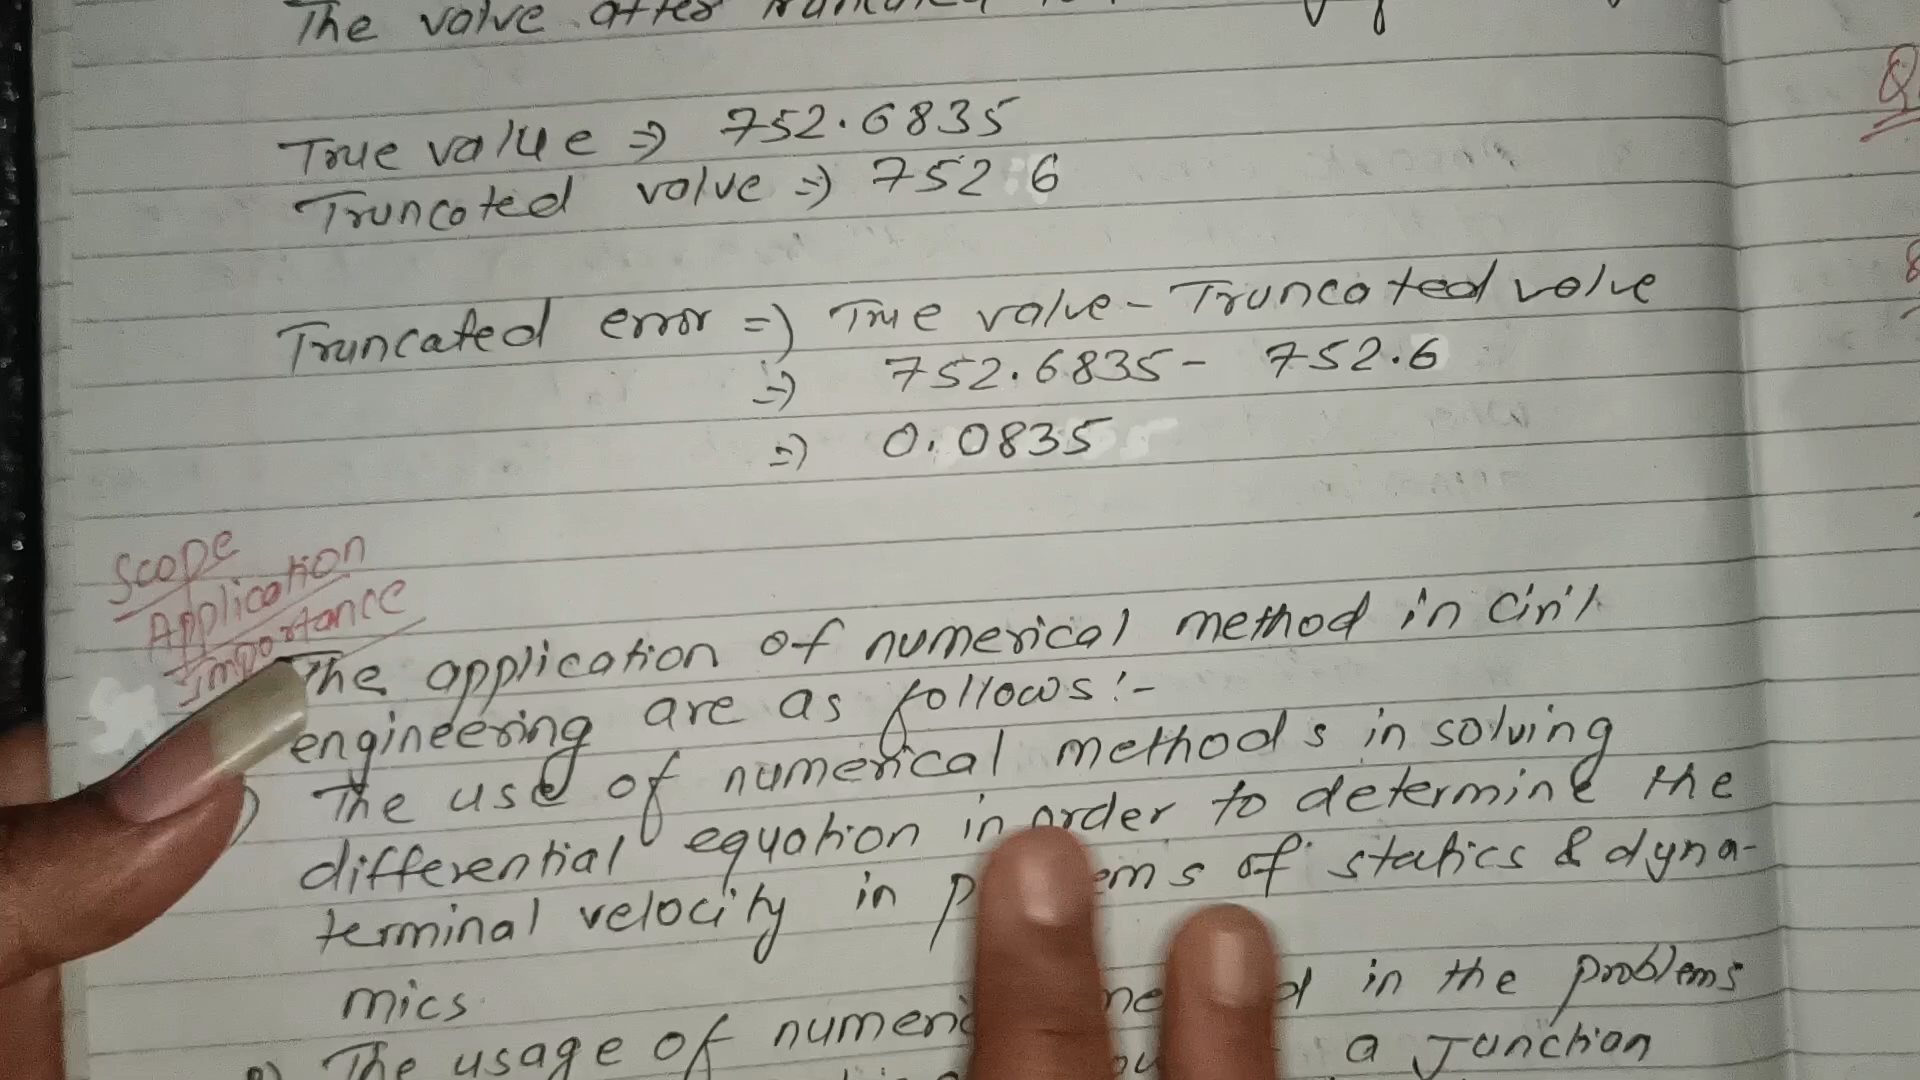 The value after
True value => 752.6835
Truncated value => 752.6
Truncated error => True value - Truncated value
=> 752.6835 - 752.6
=> 0.0835
Scope
Application
Importance
The application of numerical method in Civil
engineering are as follows:-
) The use of numerical methods in solving
differential equation in order to determine the
terminal velocity in of statics & dyna-
mics.
The usage of in the problems
a Junction